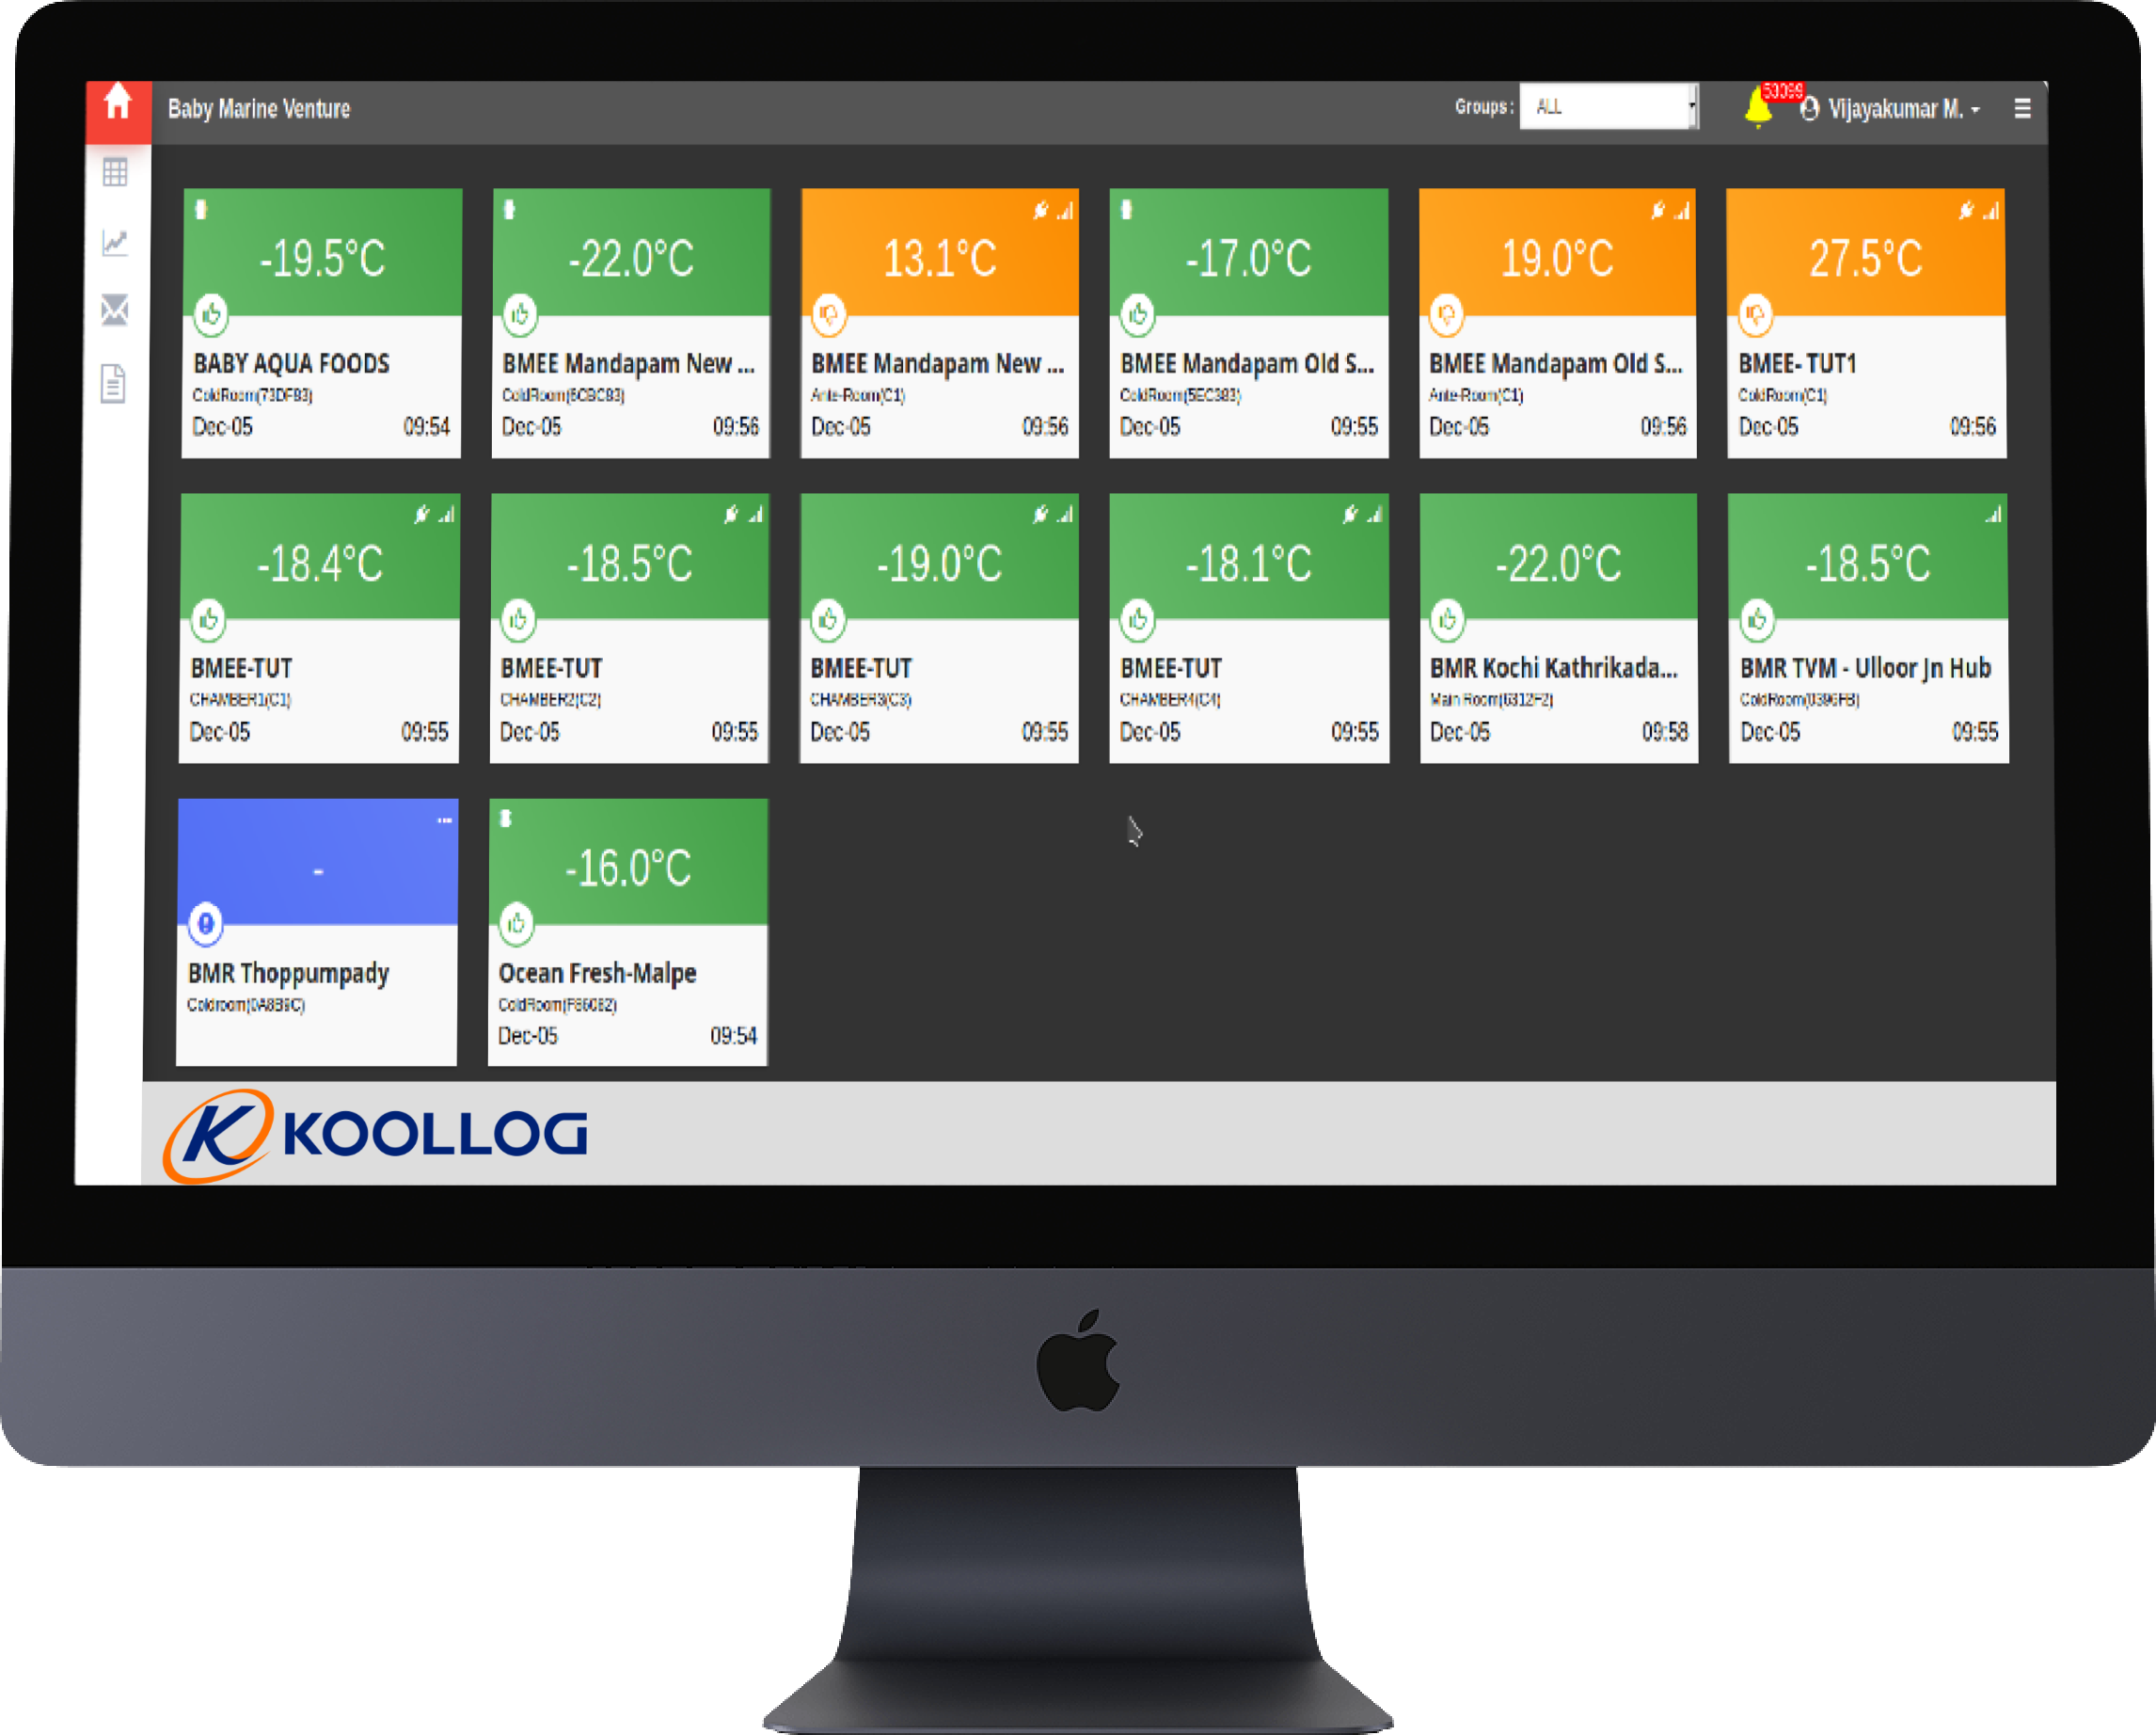 Baby Marine Venture
Groups: ALL
53099
Vijayakumar M.
-19.5°C
BABY AQUA FOODS
ColdRoom(73DF83)
Dec-05 09:54
-22.0°C
BMEE Mandapam New ...
ColdRoom(6CBC83)
Dec-05 09:56
13.1°C
BMEE Mandapam New ...
Ante-Room(C1)
Dec-05 09:56
-17.0°C
BMEE Mandapam Old S...
ColdRoom(5EC383)
Dec-05 09:55
19.0°C
BMEE Mandapam Old S...
Ante-Room(C1)
Dec-05 09:56
27.5°C
BMEE- TUT1
ColdRoom(C1)
Dec-05 09:56
-18.4°C
BMEE-TUT
CHAMBER1(C1)
Dec-05 09:55
-18.5°C
BMEE-TUT
CHAMBER2(C2)
Dec-05 09:55
-19.0°C
BMEE-TUT
CHAMBER3(C3)
Dec-05 09:55
-18.1°C
BMEE-TUT
CHAMBER4(C4)
Dec-05 09:55
-22.0°C
BMR Kochi Kathrikada...
Main Room(6312F2)
Dec-05 09:58
-18.5°C
BMR TVM - Ulloor Jn Hub
ColdRoom(0396FB)
Dec-05 09:55
-
BMR Thoppumpady
Coldroom(0A8B9C)
-16.0°C
Ocean Fresh-Malpe
ColdRoom(F86082)
Dec-05 09:54
KOOLLOG